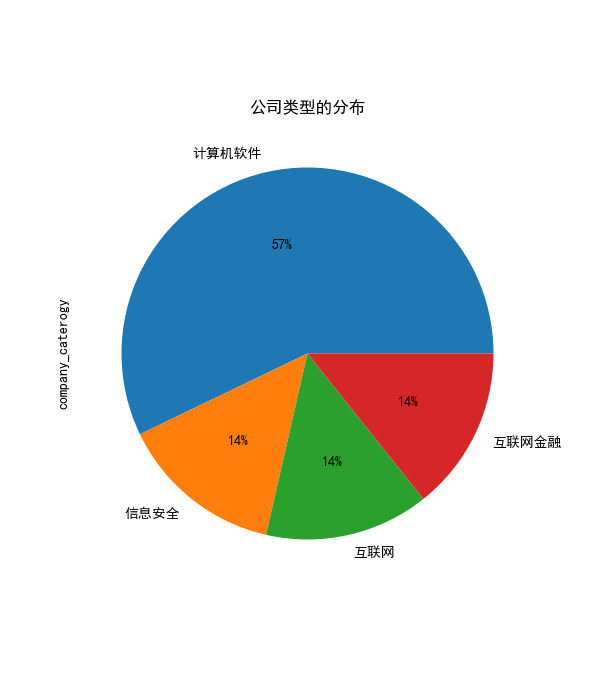 公司类型的分布
计算机软件
57%
company_caterogy
14%
14%
14%
互联网金融
信息安全
互联网